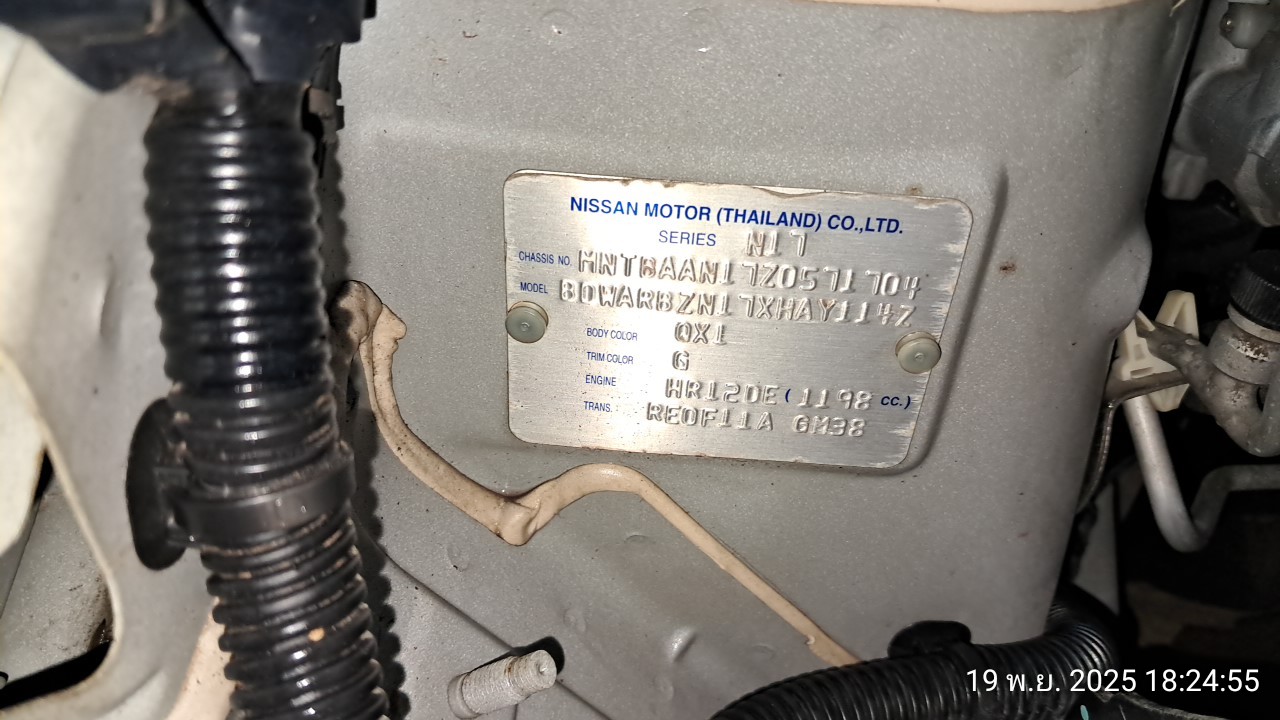 NISSAN MOTOR (THAILAND) CO.,LTD.
SERIES N17
CHASSIS NO. MNTBAAN17Z0571704
MODEL BDWARBZN17XHAY114Z
BODY COLOR QX1
TRIM COLOR G
ENGINE HR12DE ( 1198 CC.)
TRANS. RE0F11A GM38
19 พ.ย. 2025 18:24:55